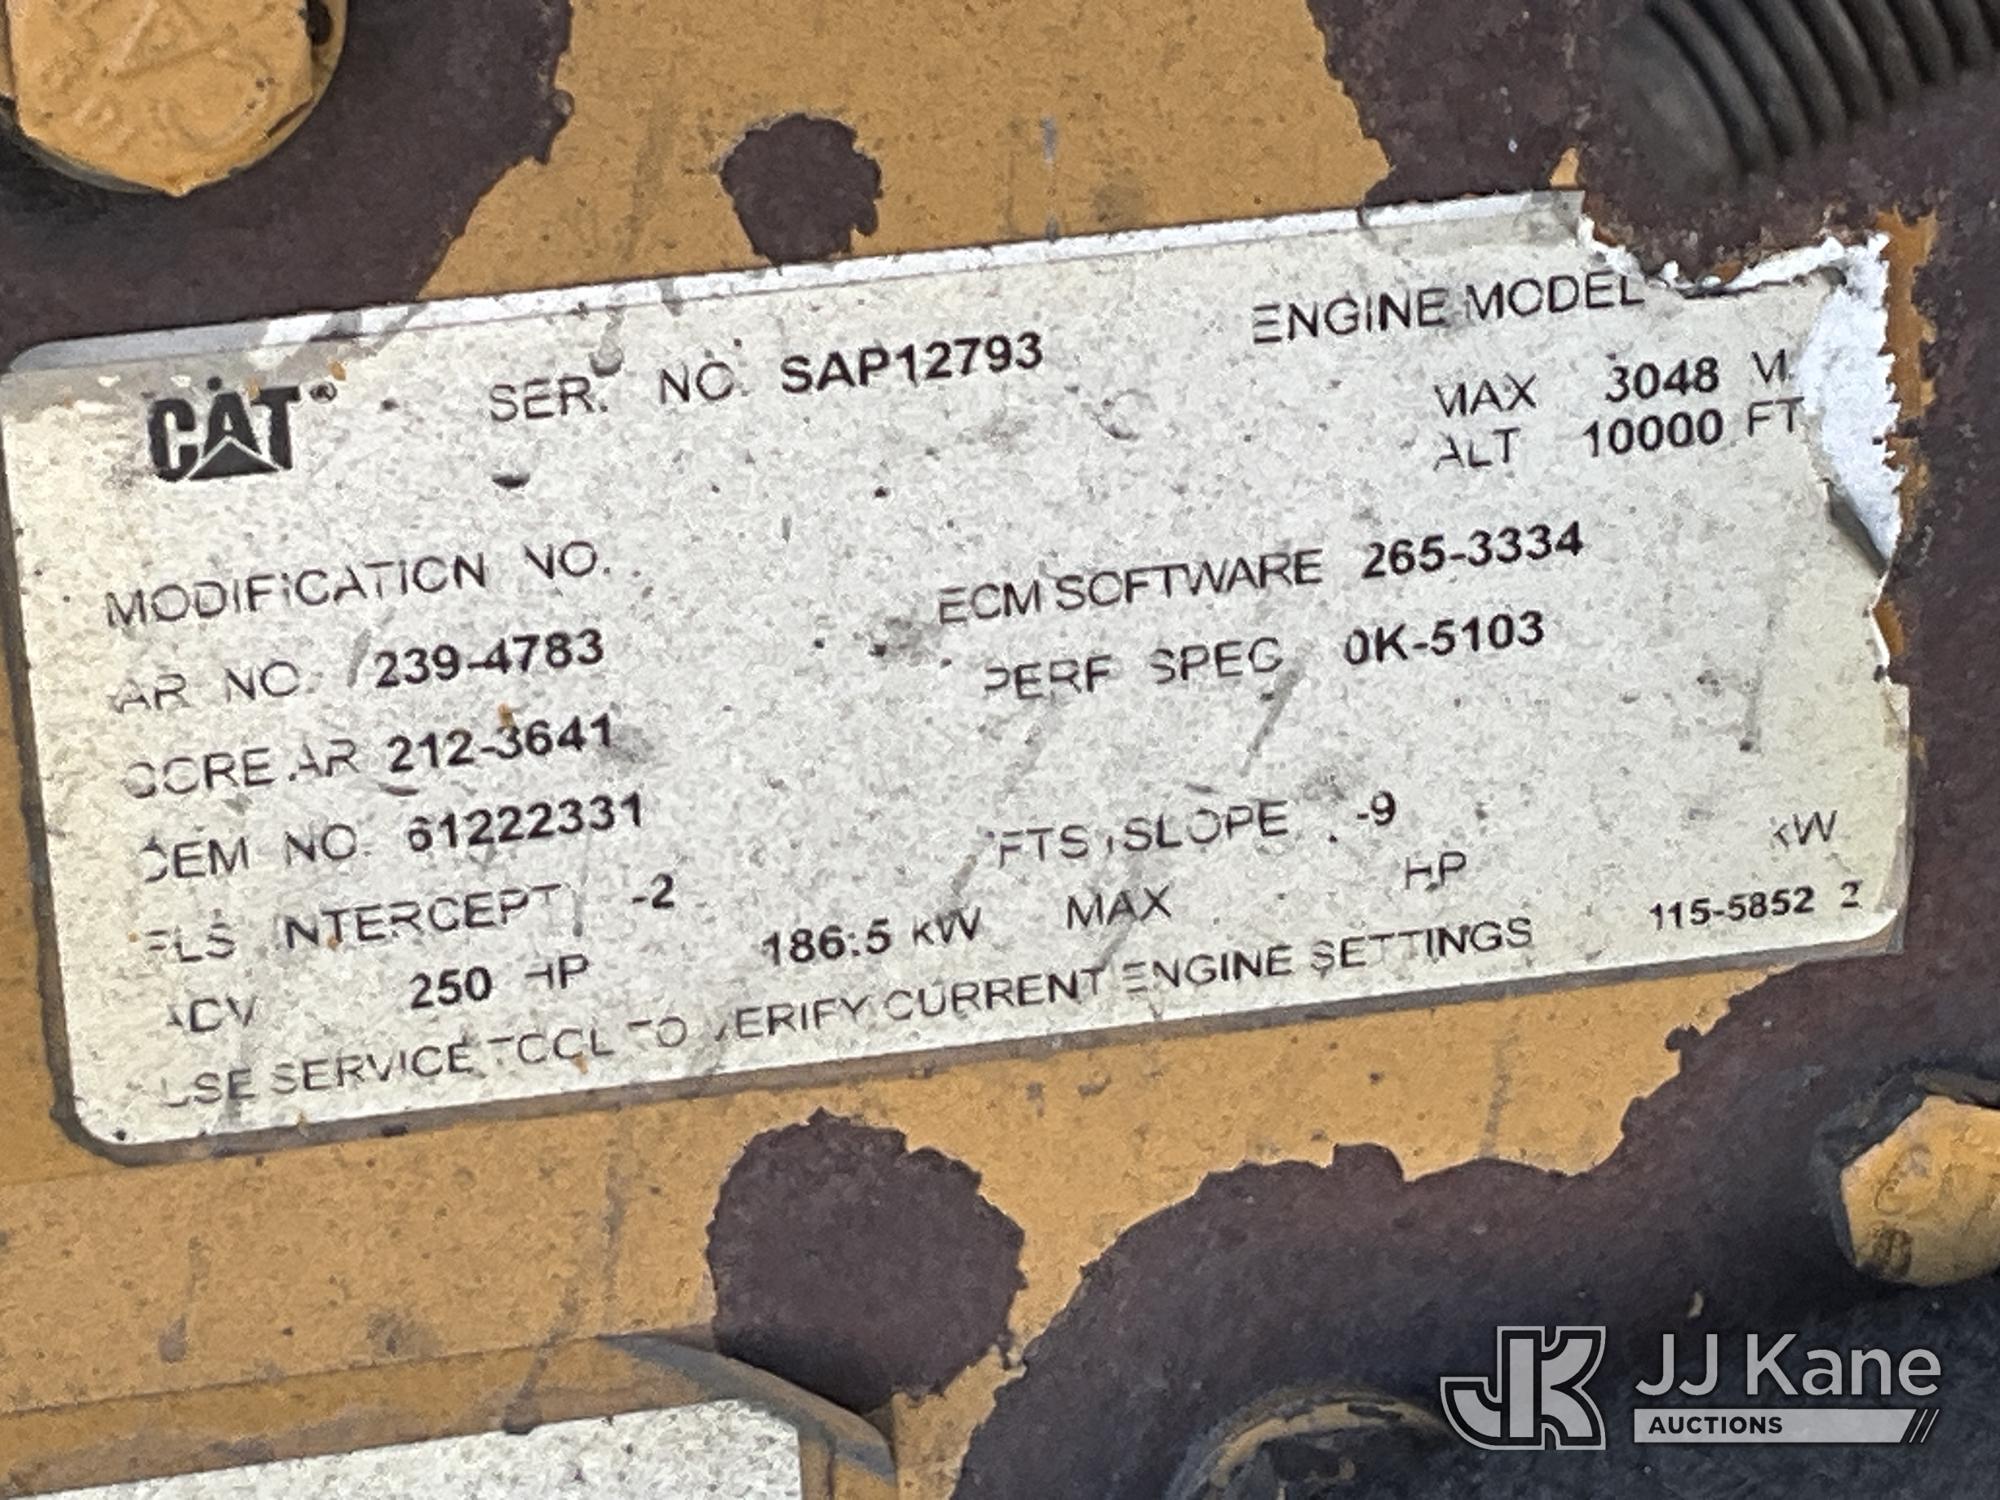 CAT® SER. NO. SAP12793 ENGINE MODEL
MAX 3048 M
ALT 10000 FT
MODIFICATION NO.
AR NO. 239-4783 ECM SOFTWARE 265-3334
CORE AR 212-3641 PERF SPEC 0K-5103
OEM NO. 61222331
FLS INTERCEPT -2 FTS SLOPE -9
ADV 250 HP 186.5 kW MAX HP kW
USE SERVICE TOOL TO VERIFY CURRENT ENGINE SETTINGS 115-5852 2
JK JJ Kane
AUCTIONS